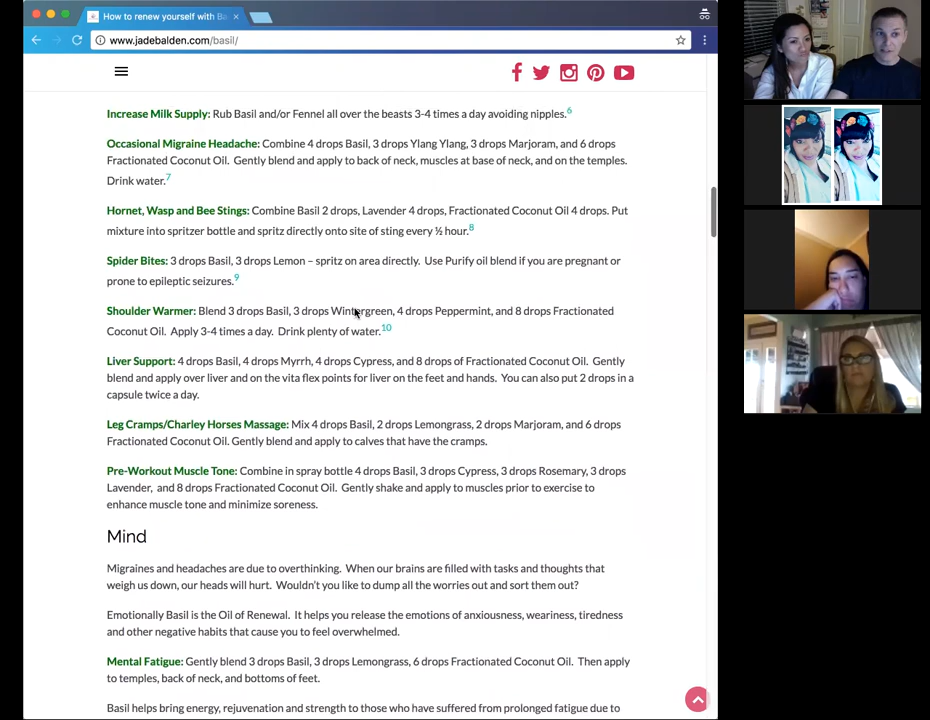 How to renew yourself with Ba
www.jadebalden.com/basil/
Increase Milk Supply: Rub Basil and/or Fennel all over the beasts 3-4 times a day avoiding nipples.6
Occasional Migraine Headache: Combine 4 drops Basil, 3 drops Ylang Ylang, 3 drops Marjoram, and 6 drops
Fractionated Coconut Oil. Gently blend and apply to back of neck, muscles at base of neck, and on the temples.
Drink water.7
Hornet, Wasp and Bee Stings: Combine Basil 2 drops, Lavender 4 drops, Fractionated Coconut Oil 4 drops. Put
mixture into spritzer bottle and spritz directly onto site of sting every ½ hour.8
Spider Bites: 3 drops Basil, 3 drops Lemon – spritz on area directly. Use Purify oil blend if you are pregnant or
prone to epileptic seizures.9
Shoulder Warmer: Blend 3 drops Basil, 3 drops Wintergreen, 4 drops Peppermint, and 8 drops Fractionated
Coconut Oil. Apply 3-4 times a day. Drink plenty of water.10
Liver Support: 4 drops Basil, 4 drops Myrrh, 4 drops Cypress, and 8 drops of Fractionated Coconut Oil. Gently
blend and apply over liver and on the vita flex points for liver on the feet and hands. You can also put 2 drops in a
capsule twice a day.
Leg Cramps/Charley Horses Massage: Mix 4 drops Basil, 2 drops Lemongrass, 2 drops Marjoram, and 6 drops
Fractionated Coconut Oil. Gently blend and apply to calves that have the cramps.
Pre-Workout Muscle Tone: Combine in spray bottle 4 drops Basil, 3 drops Cypress, 3 drops Rosemary, 3 drops
Lavender, and 8 drops Fractionated Coconut Oil. Gently shake and apply to muscles prior to exercise to
enhance muscle tone and minimize soreness.
Mind
Migraines and headaches are due to overthinking. When our brains are filled with tasks and thoughts that
weigh us down, our heads will hurt. Wouldn't you like to dump all the worries out and sort them out?
Emotionally Basil is the Oil of Renewal. It helps you release the emotions of anxiousness, weariness, tiredness
and other negative habits that cause you to feel overwhelmed.
Mental Fatigue: Gently blend 3 drops Basil, 3 drops Lemongrass, 6 drops Fractionated Coconut Oil. Then apply
to temples, back of neck, and bottoms of feet.
Basil helps bring energy, rejuvenation and strength to those who have suffered from prolonged fatigue due to